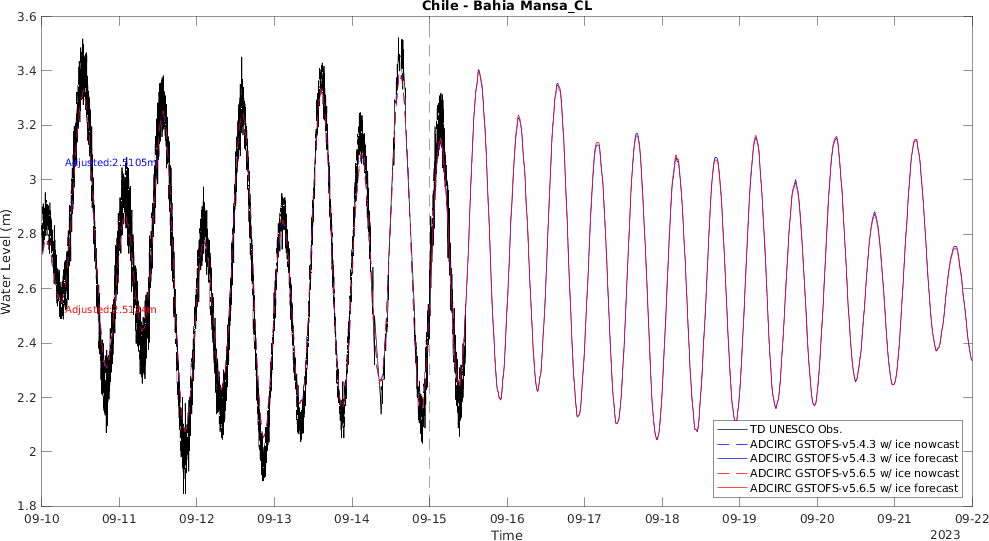 Chile - Bahia Mansa_CL
3.6
3.4
3.2
3
2.8
2.6
2.4
2.2
2
1.8
Water Level (m)
Adjusted:2.5105m
Adjusted:2.5104m
TD UNESCO Obs.
ADCIRC GSTOFS-v5.4.3 w/ ice nowcast
ADCIRC GSTOFS-v5.4.3 w/ ice forecast
ADCIRC GSTOFS-v5.6.5 w/ ice nowcast
ADCIRC GSTOFS-v5.6.5 w/ ice forecast
09-10 09-11 09-12 09-13 09-14 09-15 09-16 09-17 09-18 09-19 09-20 09-21 09-22
Time
2023